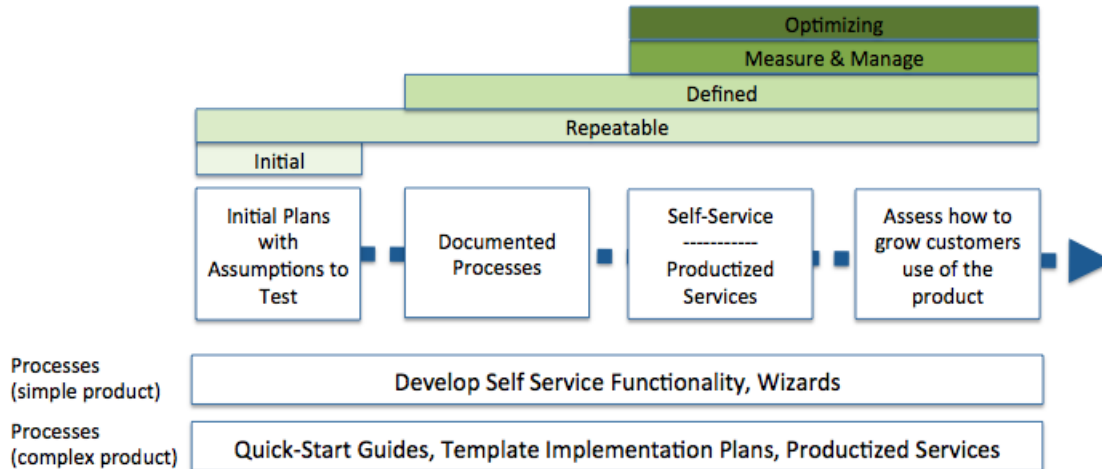 Optimizing
Measure & Manage
Defined
Repeatable
Initial
Initial Plans
with
Assumptions to
Test
Documented
Processes
Self-Service
-----------
Productized
Services
Assess how to
grow customers
use of the
product
Processes
(simple product)
Develop Self Service Functionality, Wizards
Processes
(complex product)
Quick-Start Guides, Template Implementation Plans, Productized Services